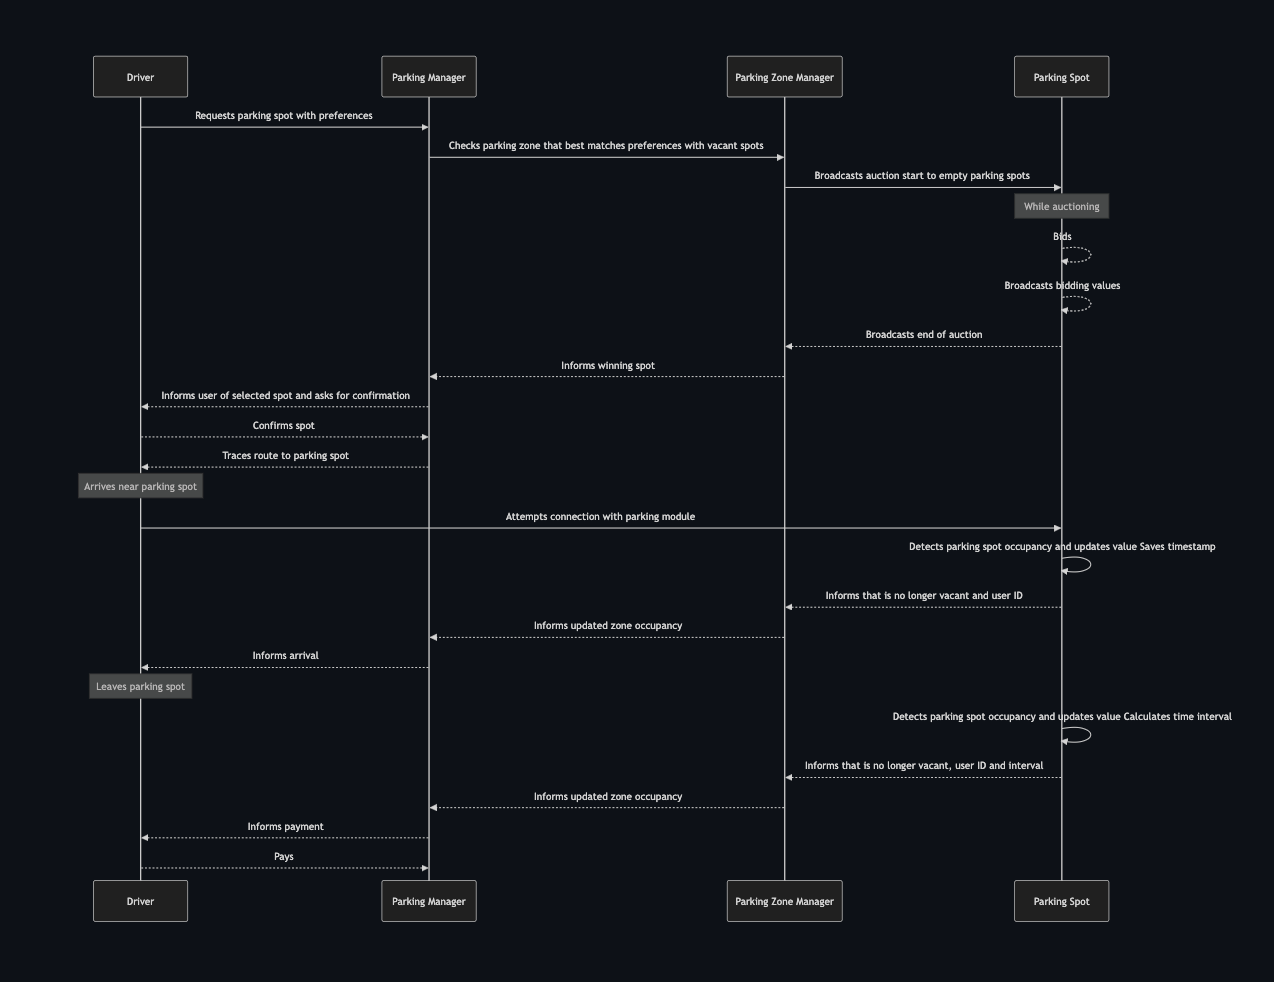 Driver
Parking Manager
Parking Zone Manager
Parking Spot
Requests parking spot with preferences
Checks parking zone that best matches preferences with vacant spots
Broadcasts auction start to empty parking spots
While auctioning
Bids
Broadcasts bidding values
Broadcasts end of auction
Informs winning spot
Informs user of selected spot and asks for confirmation
Confirms spot
Traces route to parking spot
Arrives near parking spot
Attempts connection with parking module
Detects parking spot occupancy and updates value Saves timestamp
Informs that is no longer vacant and user ID
Informs updated zone occupancy
Informs arrival
Leaves parking spot
Detects parking spot occupancy and updates value Calculates time interval
Informs that is no longer vacant, user ID and interval
Informs updated zone occupancy
Informs payment
Pays
Driver
Parking Manager
Parking Zone Manager
Parking Spot